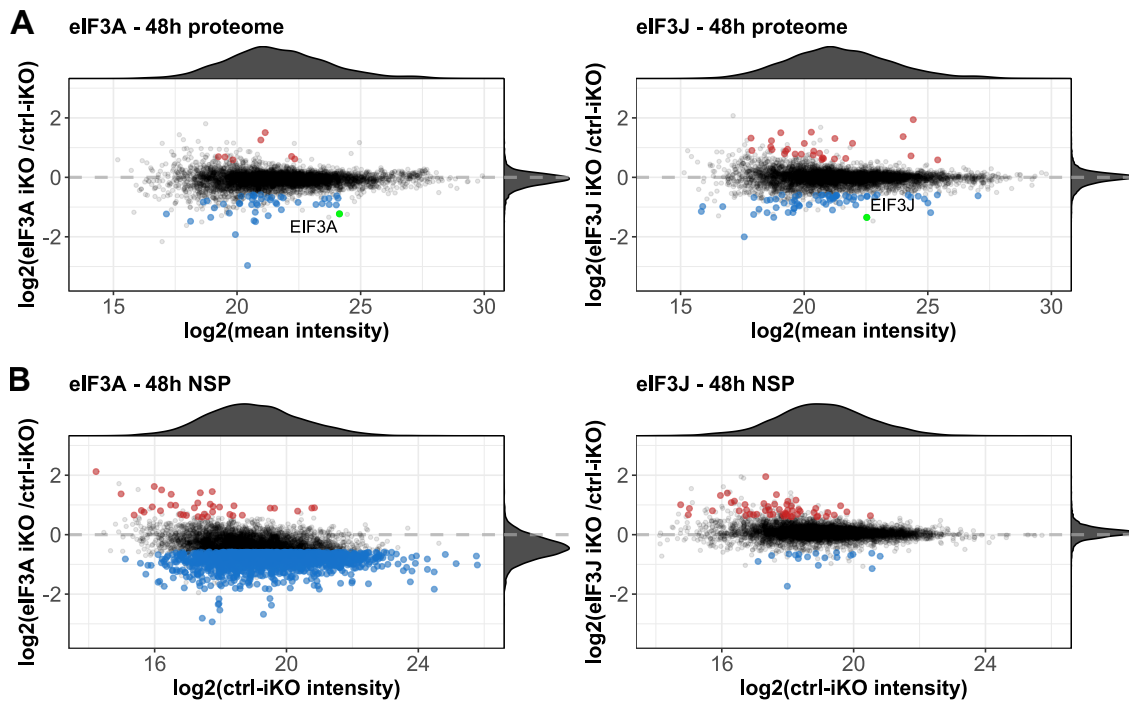 A
eIF3A - 48h proteome
log2(eIF3A iKO /ctrl-iKO)
2
0
-2
EIF3A
15
20
25
30
log2(mean intensity)
eIF3J - 48h proteome
log2(eIF3J iKO /ctrl-iKO)
2
0
-2
EIF3J
15
20
25
30
log2(mean intensity)
B
eIF3A - 48h NSP
log2(eIF3A iKO /ctrl-iKO)
2
0
-2
16
20
24
log2(ctrl-iKO intensity)
eIF3J - 48h NSP
log2(eIF3J iKO /ctrl-iKO)
2
0
-2
16
20
24
log2(ctrl-iKO intensity)